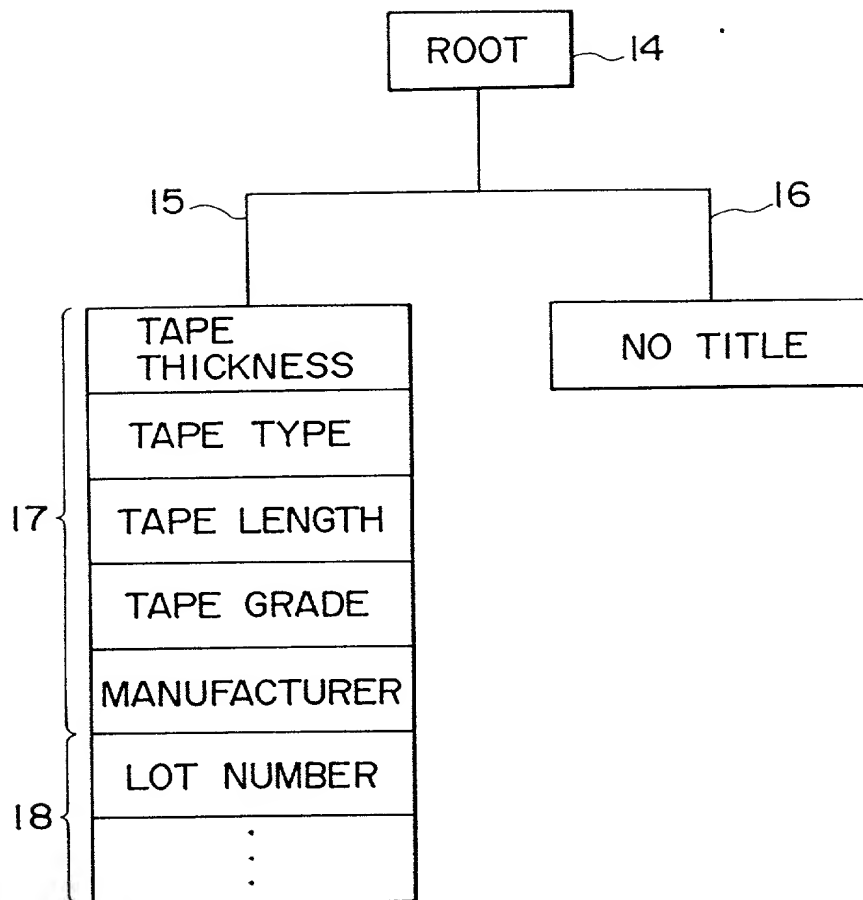 ROOT
14
15
16
TAPE
THICKNESS
NO TITLE
TAPE TYPE
17
TAPE LENGTH
TAPE GRADE
MANUFACTURER
LOT NUMBER
18